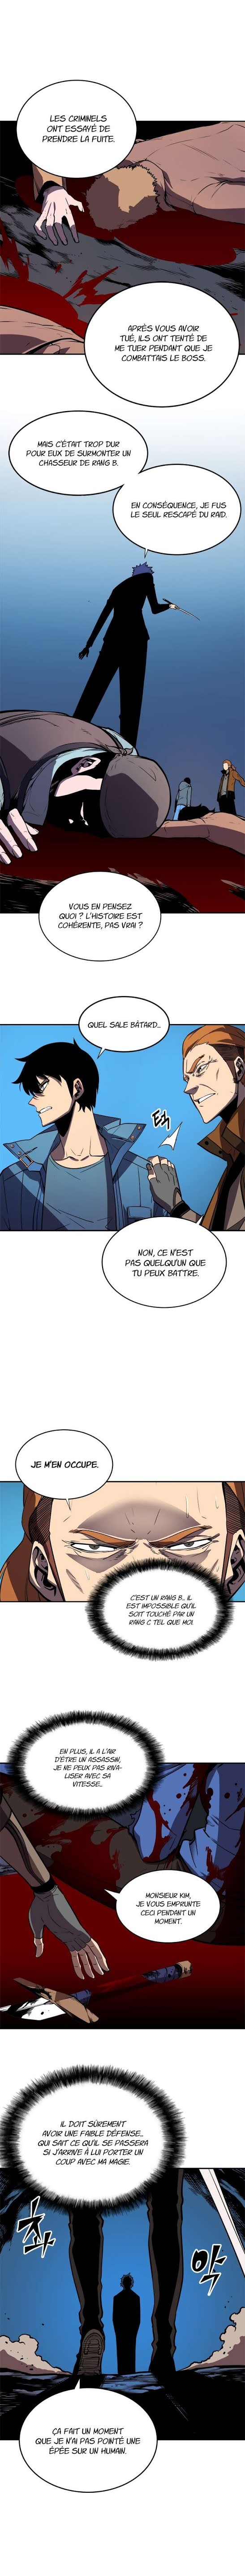 LES CRIMINELS
ONT ESSAYÉ DE
PRENDRE LA FUITE.
APRÈS VOUS AVOIR
TUÉ, ILS ONT TENTÉ DE
ME TUER PENDANT QUE JE
COMBATTAIS LE BOSS.
MAIS C'ÉTAIT TROP DUR
POUR EUX DE SURMONTER UN
CHASSEUR DE RANG B.
EN CONSÉQUENCE, JE FUS
LE SEUL RESCAPÉ DU RAID.
VOUS EN PENSEZ
QUOI ? L'HISTOIRE EST
COHÉRENTE, PAS VRAI ?
QUEL SALE BÂTARD...
NON, CE N'EST
PAS QUELQU'UN QUE
TU PEUX BATTRE.
JE M'EN OCCUPE.
C'EST UN RANG B... IL
EST IMPOSSIBLE QU'IL
SOIT TOUCHÉ PAR UN
RANG C TEL QUE MOI.
EN PLUS, IL A L'AIR
D'ÊTRE UN ASSASSIN,
JE NE PEUX PAS RIVA-
LISER AVEC SA
VITESSE...
MONSIEUR KIM,
JE VOUS EMPRUNTE
CECI PENDANT UN
MOMENT.
IL DOIT SÛREMENT
AVOIR UNE FAIBLE DÉFENSE...
QUI SAIT CE QU'IL SE PASSERA
SI J'ARRIVE À LUI PORTER UN
COUP AVEC MA MAGIE.
ÇA FAIT UN MOMENT
QUE JE N'AI PAS POINTÉ UNE
ÉPÉE SUR UN HUMAIN.